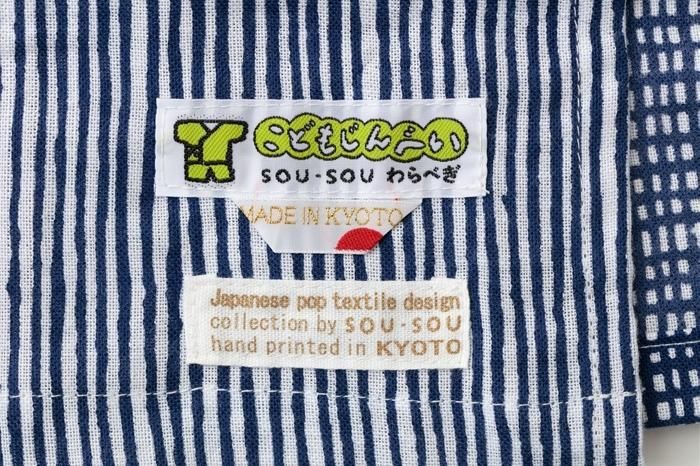 こどもじんべい
SOU・SOU わらべぎ
MADE IN KYOTO
Japanese pop textile design
collection by SOU・SOU
hand printed in KYOTO